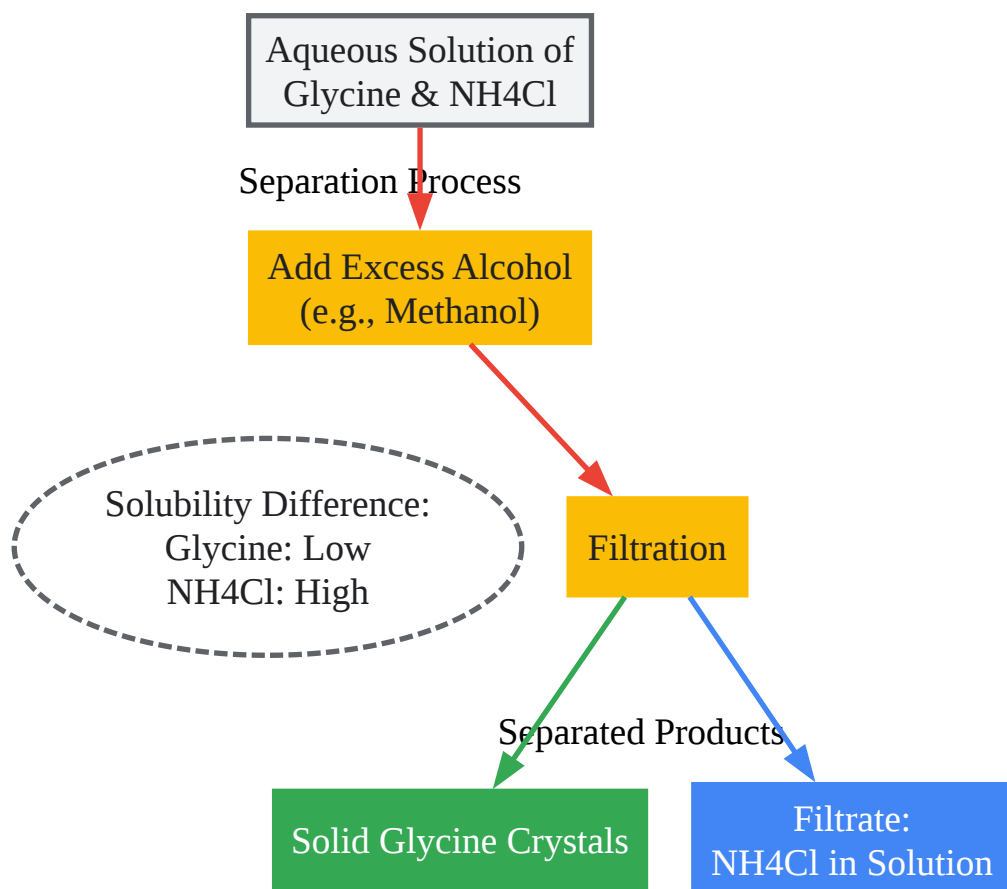 Aqueous Solution of
Glycine & NH4Cl
Separation Process
Add Excess Alcohol
(e.g., Methanol)
Solubility Difference:
Glycine: Low
NH4Cl: High
Filtration
Separated Products
Solid Glycine Crystals
Filtrate:
NH4Cl in Solution